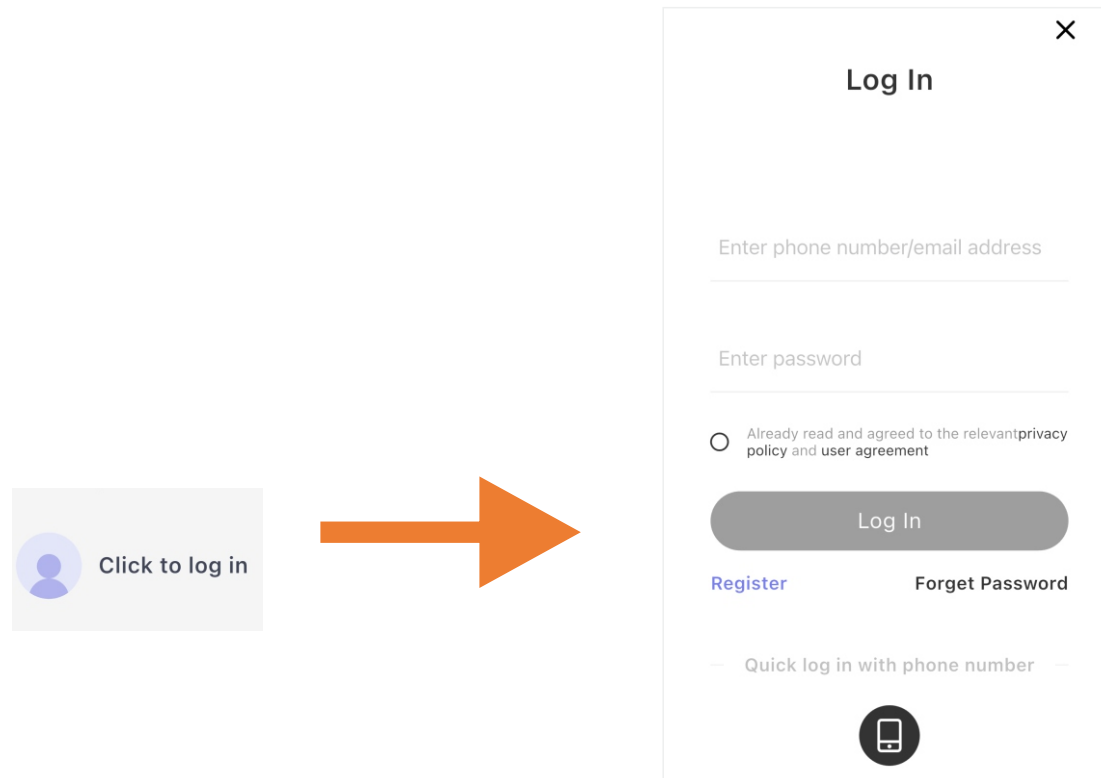 Log In
Enter phone number/email address
Enter password
Already read and agreed to the relevantprivacy
policy and user agreement
Log In
Click to log in
Register Forget Password
Quick log in with phone number